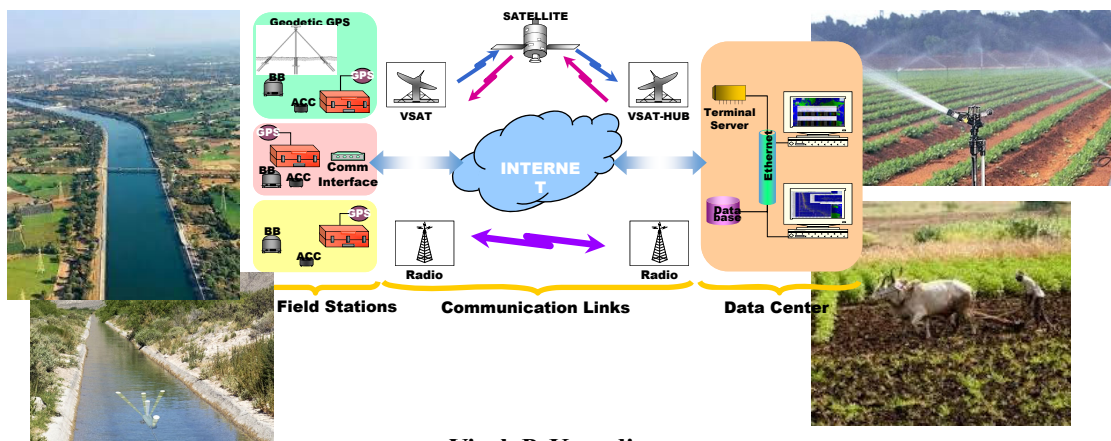 Geodetic GPS
BB
GPS
ACC
GPS
BB
ACC
Comm
Interface
GPS
BB
ACC
SATELLITE
VSAT
VSAT-HUB
INTERNE
T
Radio
Radio
Terminal
Server
Ethernet
Data
base
Field Stations
Communication Links
Data Center